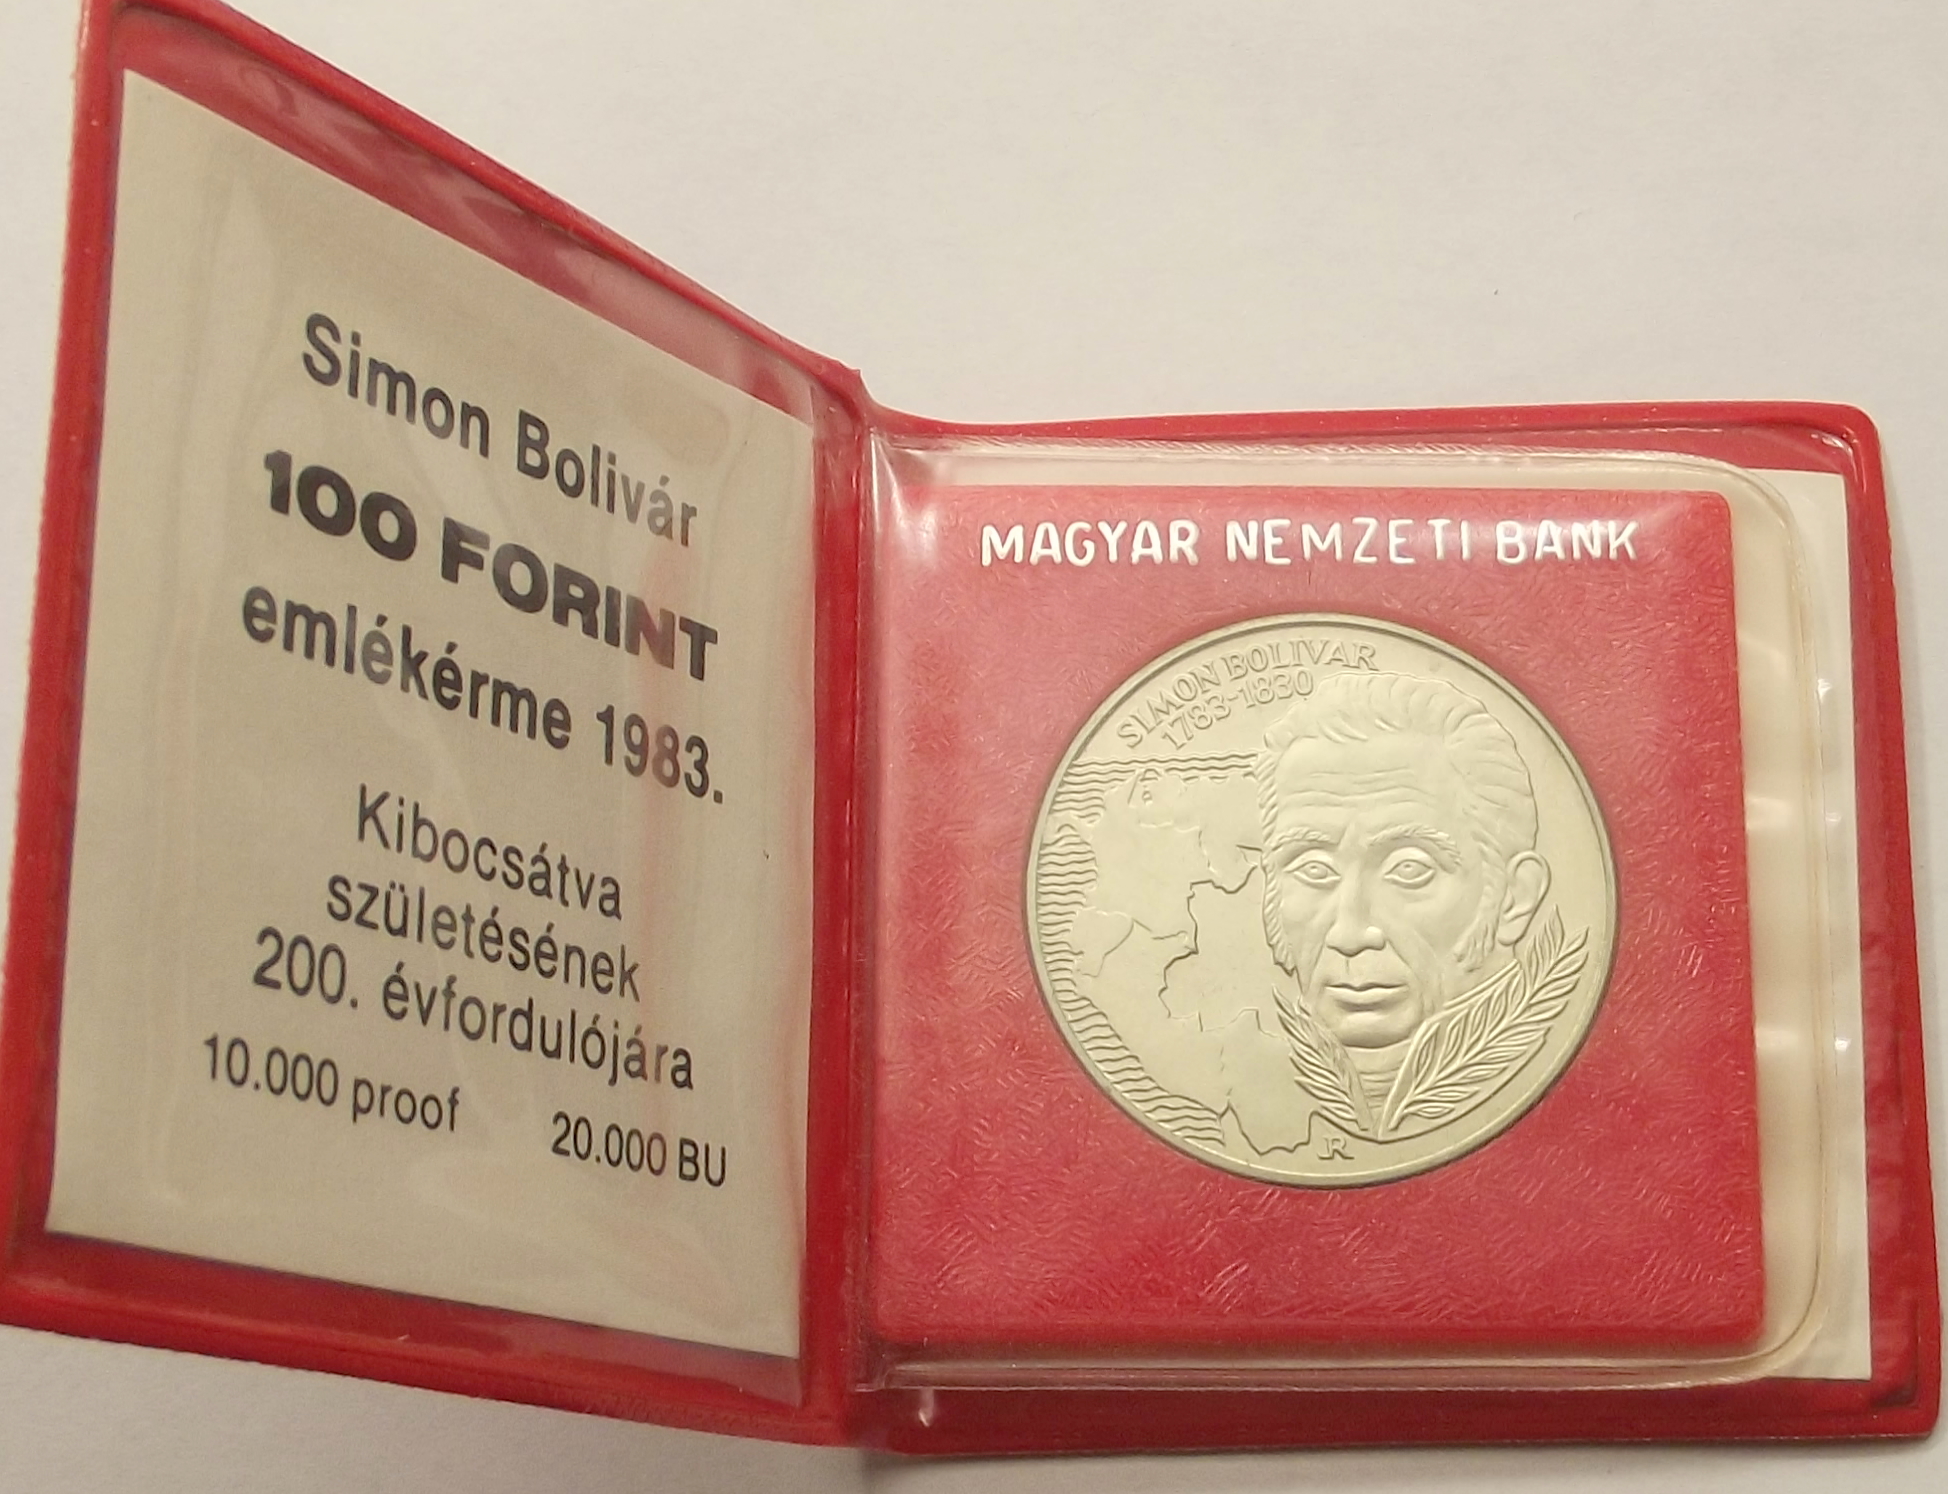 Simon Bolivár
100 FORINT
emlékérme 1983.
Kibocsátva
születésének
200. évfordulójára
10.000 proof 20.000 BU
MAGYAR NEMZETI BANK
SIMON BOLIVAR
1783-1830
R